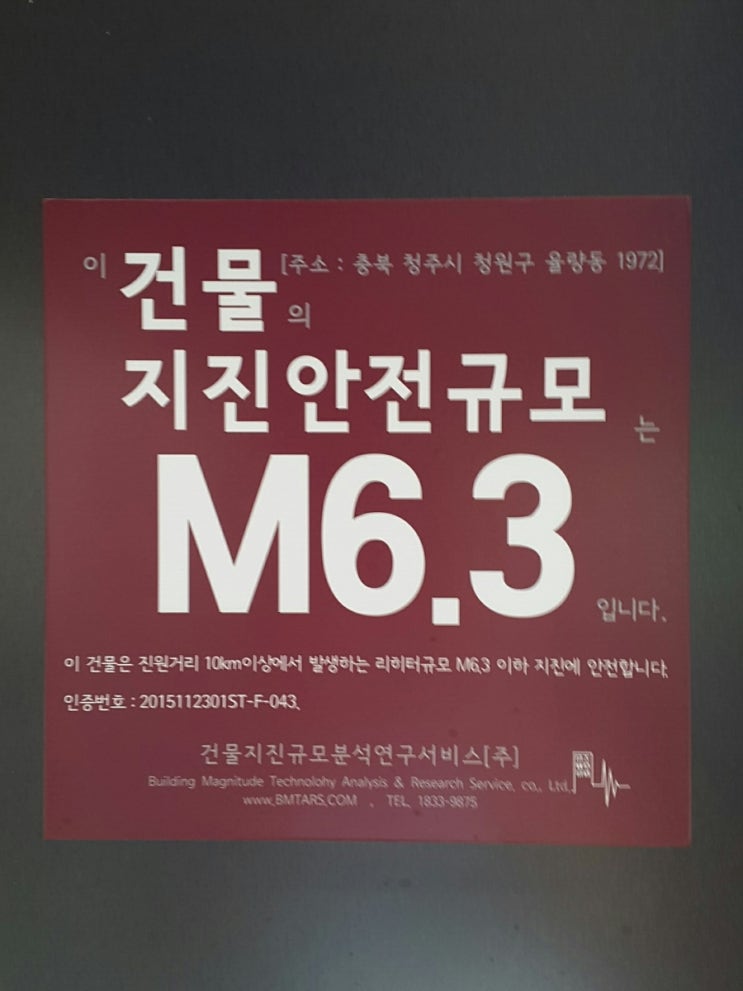 이 건물의 [주소 : 충북 청주시 청원구 율량동 1972]
지진안전규모는
M6.3 입니다.
이 건물은 진원거리 10km이상에서 발생하는 리히터규모 M6.3 이하 지진에 안전합니다.
인증번호 : 2015112301ST-F-043.
건물지진규모분석연구서비스[주]
Building Magnitude Technolohy Analysis & Research Service, co., Ltd.
www.BMTARS.COM , TEL. 1833-9875